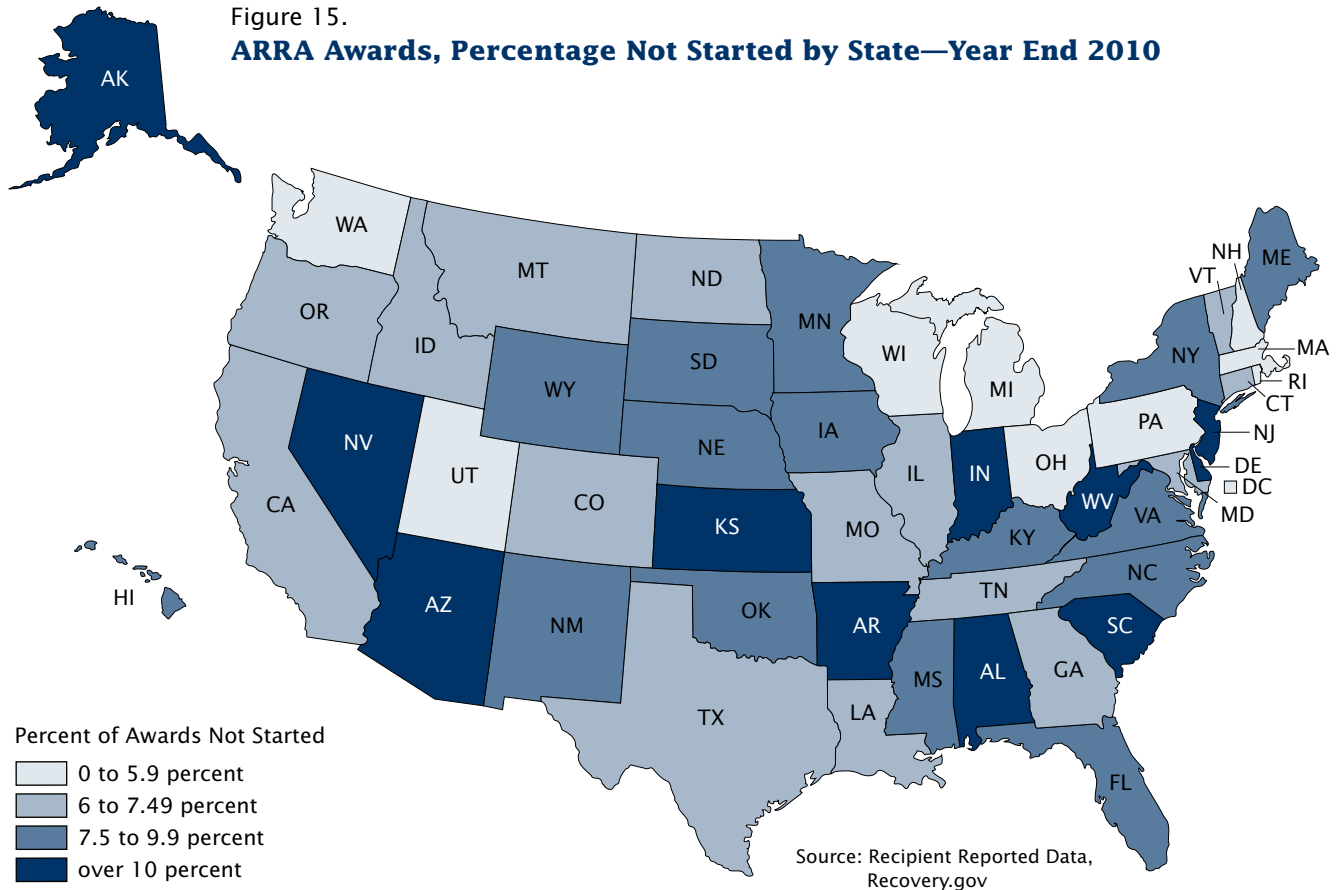 Figure 15.
ARRA Awards, Percentage Not Started by State—Year End 2010
AK
WA
MT
ND
MN
OR
ID
WY
SD
WI
MI
NY
VT
NH
ME
MA
RI
CT
NV
UT
CO
NE
IA
IL
IN
OH
PA
NJ
DE
DC
MD
CA
KS
MO
KY
WV
VA
HI
AZ
NM
OK
AR
TN
NC
SC
TX
LA
MS
AL
GA
FL
Percent of Awards Not Started
0 to 5.9 percent
6 to 7.49 percent
7.5 to 9.9 percent
over 10 percent
Source: Recipient Reported Data,
Recovery.gov